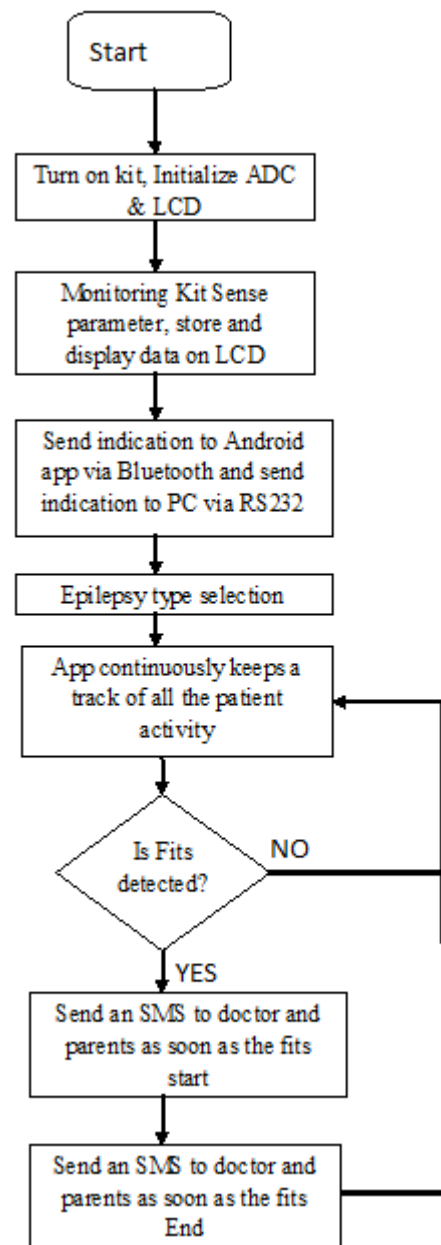 Start
Turn on kit, Initialize ADC
& LCD
Monitoring Kit Sense
parameter, store and
display data on LCD
Send indication to Android
app via Bluetooth and send
indication to PC via RS232
Epilepsy type selection
App continuously keeps a
track of all the patient
activity
Is Fits
detected?
NO
YES
Send an SMS to doctor and
parents as soon as the fits
start
Send an SMS to doctor and
parents as soon as the fits
End